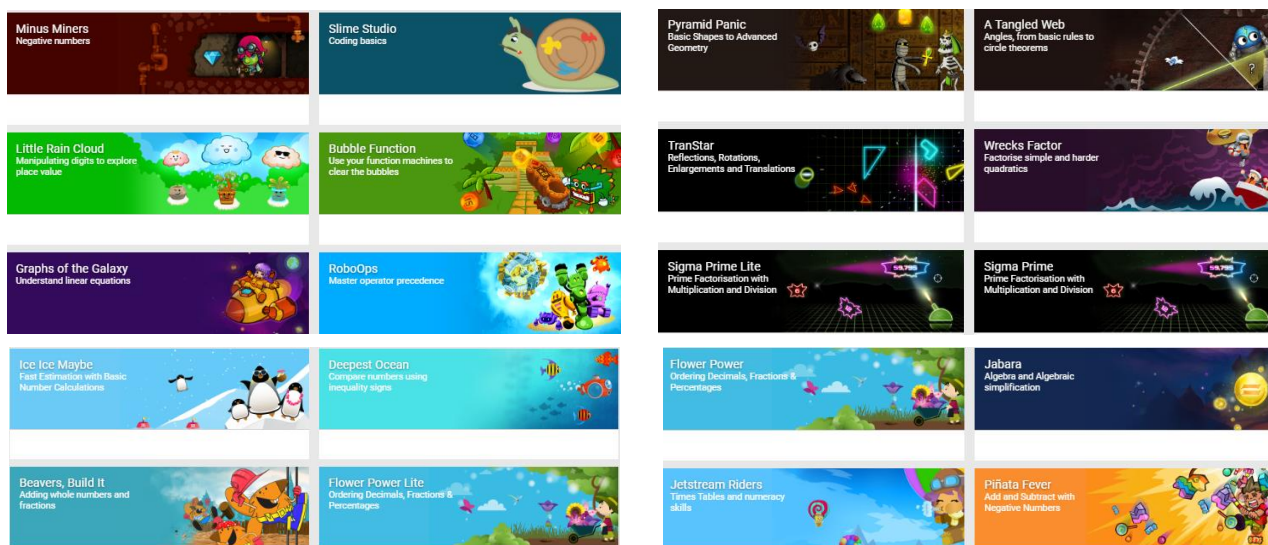 Minus Miners
Negative numbers
Slime Studio
Coding basics
Little Rain Cloud
Manipulating digits to explore
place value
Bubble Function
Use your function machines to
clear the bubbles
Graphs of the Galaxy
Understand linear equations
RoboOps
Master operator precedence
Ice Ice Maybe
Fast Estimation with Basic
Number Calculations
Deepest Ocean
Compare numbers using
inequality signs
Beavers, Build It
Adding whole numbers and
fractions
Flower Power Lite
Ordering Decimals, Fractions &
Percentages
Pyramid Panic
Basic Shapes to Advanced
Geometry
A Tangled Web
Angles, from basic rules to
circle theorems
?
TranStar
Reflections, Rotations,
Enlargements and Translations
Wrecks Factor
Factorise simple and harder
quadratics
Sigma Prime Lite
Prime Factorisation with
Multiplication and Division
59,795
6
Sigma Prime
Prime Factorisation with
Multiplication and Division
59,795
6
Flower Power
Ordering Decimals, Fractions &
Percentages
Jabara
Algebra and Algebraic
simplification
Jetstream Riders
Times Tables and numeracy
skills
Piñata Fever
Add and Subtract with
Negative Numbers